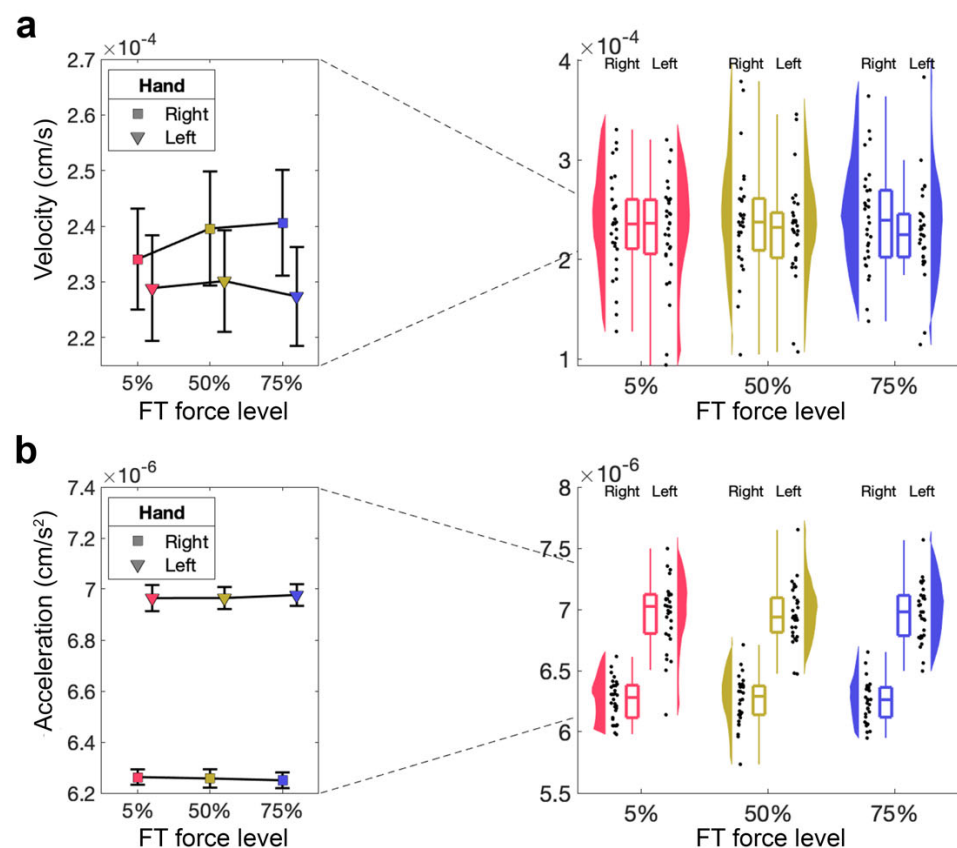 a
×10⁻⁴
2.7
2.6
2.5
2.4
2.3
2.2
Velocity (cm/s)
Hand
Right
Left
5% 50% 75%
FT force level
×10⁻⁴
4
3
2
1
Right Left Right Left Right Left
5% 50% 75%
FT force level
b
×10⁻⁶
7.4
7.2
7
6.8
6.6
6.4
6.2
Acceleration (cm/s²)
Hand
Right
Left
5% 50% 75%
FT force level
×10⁻⁶
8
7.5
7
6.5
6
5.5
Right Left Right Left Right Left
5% 50% 75%
FT force level